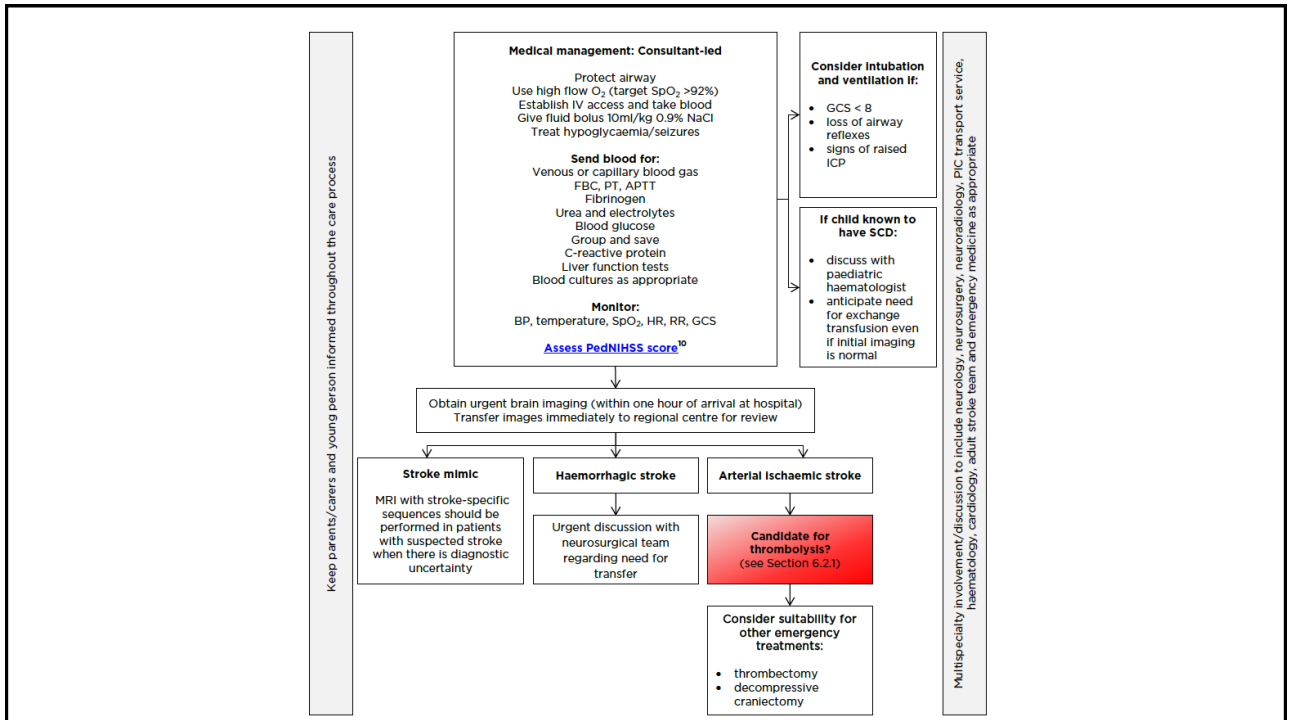 Keep parents/carers and young person informed throughout the care process
Medical management: Consultant-led
Protect airway
Use high flow O₂ (target SpO₂ >92%)
Establish IV access and take blood
Give fluid bolus 10ml/kg 0.9% NaCl
Treat hypoglycaemia/seizures
Send blood for:
Venous or capillary blood gas
FBC, PT, APTT
Fibrinogen
Urea and electrolytes
Blood glucose
Group and save
C-reactive protein
Liver function tests
Blood cultures as appropriate
Monitor:
BP, temperature, SpO₂, HR, RR, GCS
Assess PedNIHSS score¹⁰
Consider intubation
and ventilation if:
• GCS < 8
• loss of airway
reflexes
• signs of raised
ICP
If child known to
have SCD:
• discuss with
paediatric
haematologist
• anticipate need
for exchange
transfusion even
if initial imaging
is normal
Obtain urgent brain imaging (within one hour of arrival at hospital)
Transfer images immediately to regional centre for review
Stroke mimic
MRI with stroke-specific
sequences should be
performed in patients
with suspected stroke
when there is diagnostic
uncertainty
Haemorrhagic stroke
Urgent discussion with
neurosurgical team
regarding need for
transfer
Arterial ischaemic stroke
Candidate for
thrombolysis?
(see Section 6.2.1)
Consider suitability for
other emergency
treatments:
• thrombectomy
• decompressive
craniectomy
Multispecialty involvement/discussion to include neurology, neurosurgery, neuroradiology, PIC transport service,
haematology, cardiology, adult stroke team and emergency medicine as appropriate